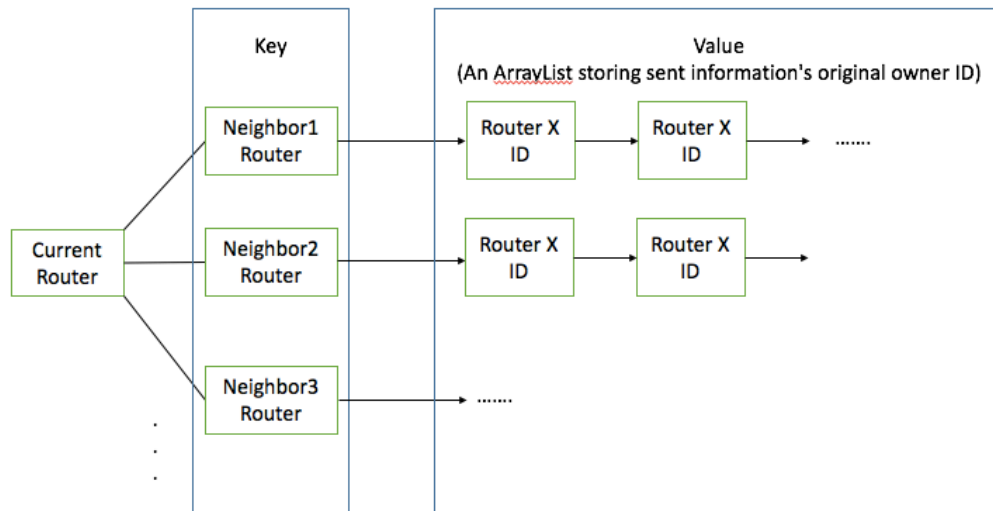 Key
Value
(An ArrayList storing sent information's original owner ID)
Neighbor1
Router
Router X
ID
Router X
ID
.......
Current
Router
Neighbor2
Router
Router X
ID
Router X
ID
Neighbor3
Router
.......
.
.
.